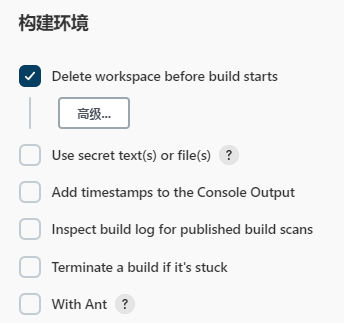 构建环境
Delete workspace before build starts
高级...
Use secret text(s) or file(s) ?
Add timestamps to the Console Output
Inspect build log for published build scans
Terminate a build if it's stuck
With Ant ?